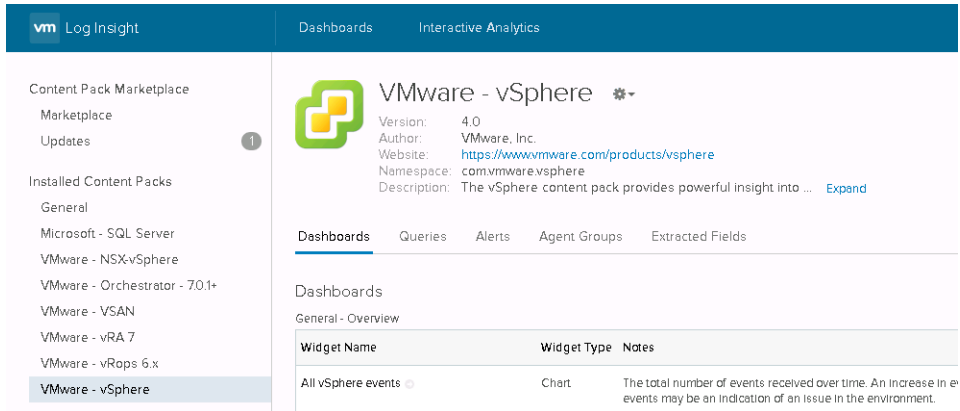 vm Log Insight
Dashboards Interactive Analytics
Content Pack Marketplace
Marketplace
Updates 1
Installed Content Packs
General
Microsoft - SQL Server
VMware - NSX-vSphere
VMware - Orchestrator - 7.0.1+
VMware - VSAN
VMware - vRA 7
VMware - vRops 6.x
VMware - vSphere
VMware - vSphere
Version: 4.0
Author: VMware, Inc.
Website: https://www.vmware.com/products/vsphere
Namespace: com.vmware.vsphere
Description: The vSphere content pack provides powerful insight into ... Expand
Dashboards Queries Alerts Agent Groups Extracted Fields
Dashboards
General - Overview
Widget Name Widget Type Notes
All vSphere events Chart The total number of events received over time. An increase in
events may be an indication of an issue in the environment.